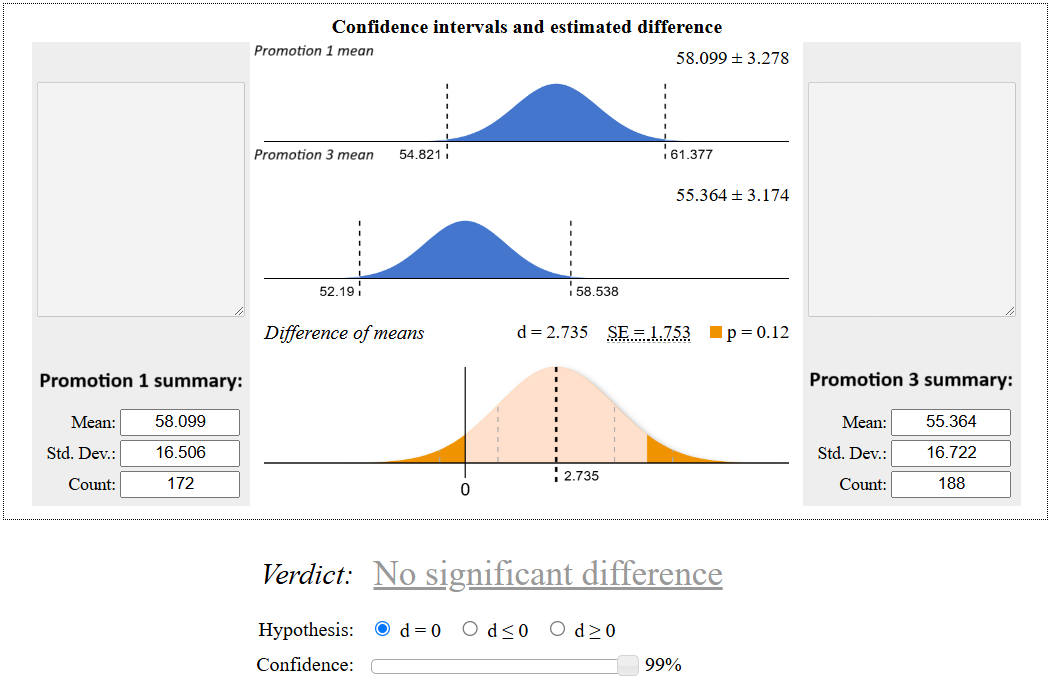 Confidence intervals and estimated difference
Promotion 1 mean
58.099 ± 3.278
54.821
61.377
Promotion 3 mean
55.364 ± 3.174
52.19
58.538
Difference of means d = 2.735 SE = 1.753 p = 0.12
2.735
0
Promotion 1 summary:
Mean: 58.099
Std. Dev.: 16.506
Count: 172
Promotion 3 summary:
Mean: 55.364
Std. Dev.: 16.722
Count: 188
Verdict: No significant difference
Hypothesis: d = 0 d ≤ 0 d ≥ 0
Confidence: 99%